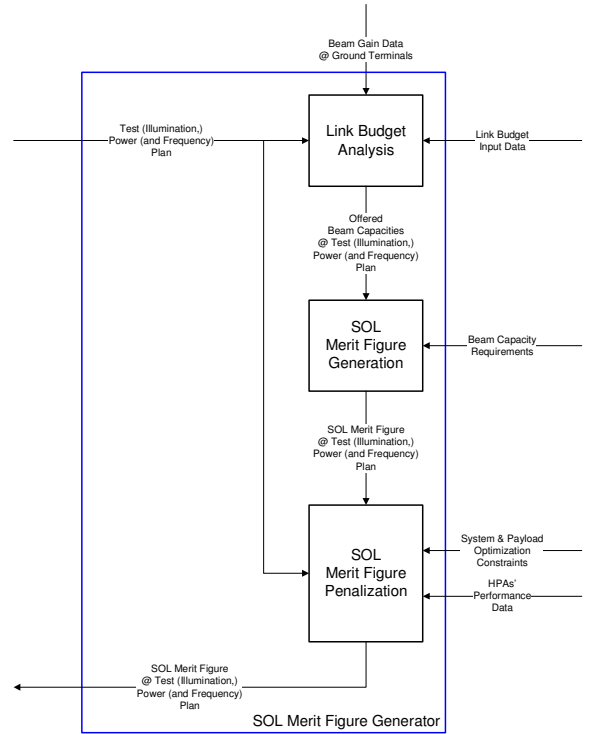 Beam Gain Data
@ Ground Terminals
Test (Illumination,)
Power (and Frequency)
Plan
Link Budget
Analysis
Link Budget
Input Data
Offered
Beam Capacities
@ Test (Illumination,)
Power (and Frequency)
Plan
SOL
Merit Figure
Generation
Beam Capacity
Requirements
SOL Merit Figure
@ Test (Illumination,)
Power (and Frequency)
Plan
SOL
Merit Figure
Penalization
System & Payload
Optimization
Constraints
HPAs'
Performance
Data
SOL Merit Figure
@ Test (Illumination,)
Power (and Frequency)
Plan
SOL Merit Figure Generator